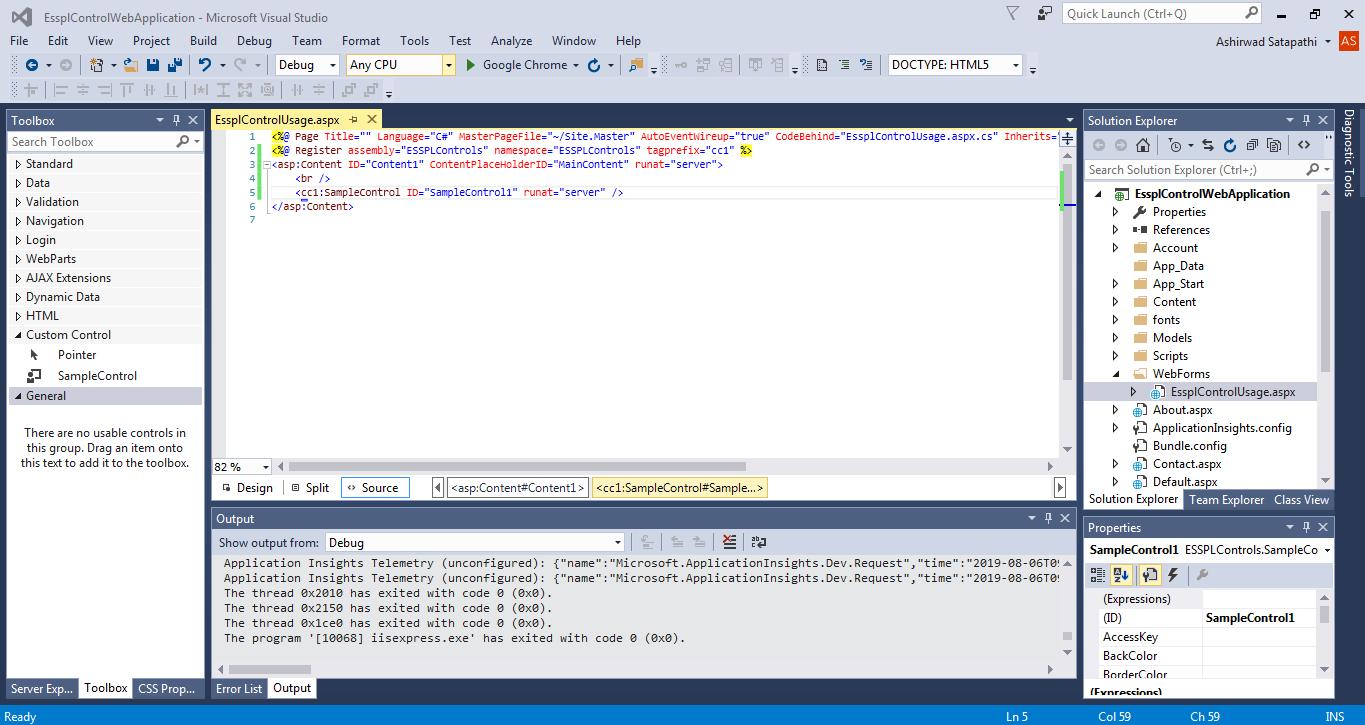 EssplControlWebApplication - Microsoft Visual Studio
Quick Launch (Ctrl+Q)
File Edit View Project Build Debug Team Format Tools Test Analyze Window Help
Ashirwad Satapathi AS
Debug Any CPU Google Chrome DOCTYPE: HTML5
Toolbox
Search Toolbox
Standard
Data
Validation
Navigation
Login
WebParts
AJAX Extensions
Dynamic Data
HTML
Custom Control
Pointer
SampleControl
General
There are no usable controls in
this group. Drag an item onto
this text to add it to the toolbox.
Server Exp... Toolbox CSS Prop...
EssplControlUsage.aspx
1 <%@ Page Title="" Language="C#" MasterPageFile="~/Site.Master" AutoEventWireup="true" CodeBehind="EssplControlUsage.aspx.cs" Inherits="
2 <%@ Register assembly="ESSPLControls" namespace="ESSPLControls" tagprefix="cc1" %>
3 <asp:Content ID="Content1" ContentPlaceHolderID="MainContent" runat="server">
4 <br />
5 <cc1:SampleControl ID="SampleControl1" runat="server" />
6 </asp:Content>
7
82 %
Design Split Source <asp:Content#Content1> <cc1:SampleControl#Sample...>
Output
Show output from: Debug
Application Insights Telemetry (unconfigured): {"name":"Microsoft.ApplicationInsights.Dev.Request","time":"2019-08-06T09
Application Insights Telemetry (unconfigured): {"name":"Microsoft.ApplicationInsights.Dev.Request","time":"2019-08-06T09
The thread 0x2010 has exited with code 0 (0x0).
The thread 0x2150 has exited with code 0 (0x0).
The thread 0x1ce0 has exited with code 0 (0x0).
The program '[10068] iisexpress.exe' has exited with code 0 (0x0).
Error List Output
Solution Explorer
Search Solution Explorer (Ctrl+;)
EssplControlWebApplication
Properties
References
Account
App_Data
App_Start
Content
fonts
Models
Scripts
WebForms
EssplControlUsage.aspx
About.aspx
ApplicationInsights.config
Bundle.config
Contact.aspx
Default.aspx
Solution Explorer Team Explorer Class View
Properties
SampleControl1 ESSPLControls.SampleCo
(Expressions)
(ID) SampleControl1
AccessKey
BackColor
BorderColor
(Expressions)
Diagnostic Tools
Ready Ln 5 Col 59 Ch 59 INS